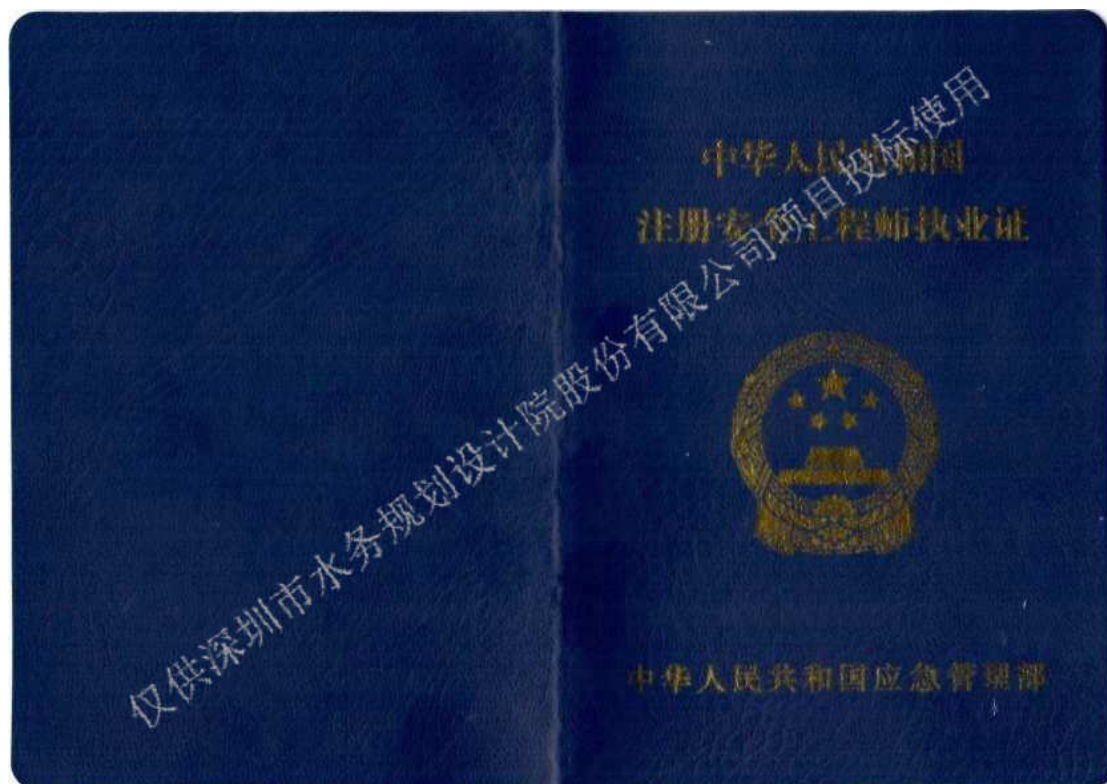 中华人民共和国
注册安全工程师执业证
中华人民共和国应急管理部
仅供深圳市水务规划设计院股份有限公司项目投标使用